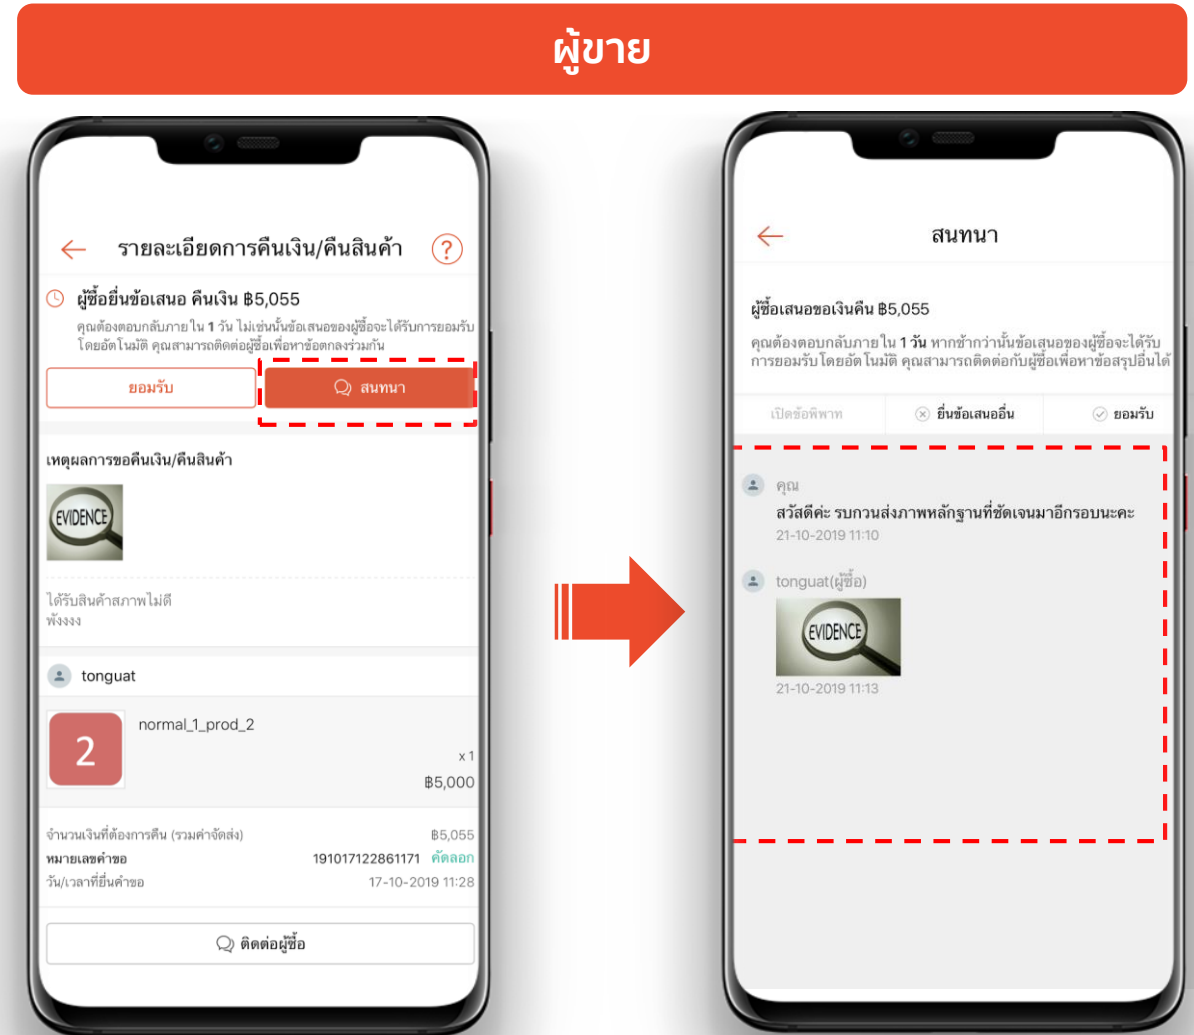 ผู้ขาย
รายละเอียดการคืนเงิน/คืนสินค้า
?
ผู้ซื้อยื่นข้อเสนอ คืนเงิน ฿5,055
คุณต้องตอบกลับภายใน 1 วัน ไม่เช่นนั้นข้อเสนอของผู้ซื้อจะได้รับการยอมรับ
โดยอัตโนมัติ คุณสามารถติดต่อผู้ซื้อเพื่อหาข้อตกลงร่วมกัน
ยอมรับ
สนทนา
เหตุผลการขอคืนเงิน/คืนสินค้า
EVIDENCE
ได้รับสินค้าสภาพไม่ดี
พังงงง
tonguat
2
normal_1_prod_2
x 1
฿5,000
จำนวนเงินที่ต้องการคืน (รวมค่าจัดส่ง) ฿5,055
หมายเลขคำขอ 191017122861171 คัดลอก
วัน/เวลาที่ยื่นคำขอ 17-10-2019 11:28
ติดต่อผู้ซื้อ
สนทนา
ผู้ซื้อเสนอขอเงินคืน ฿5,055
คุณต้องตอบกลับภายใน 1 วัน หากช้ากว่านั้นข้อเสนอของผู้ซื้อจะได้รับ
การยอมรับโดยอัตโนมัติ คุณสามารถติดต่อกับผู้ซื้อเพื่อหาข้อสรุปอื่นได้
เปิดข้อพิพาท
ยื่นข้อเสนออื่น
ยอมรับ
คุณ
สวัสดีค่ะ รบกวนส่งภาพหลักฐานที่ชัดเจนมาอีกรอบนะคะ
21-10-2019 11:10
tonguat(ผู้ซื้อ)
EVIDENCE
21-10-2019 11:13